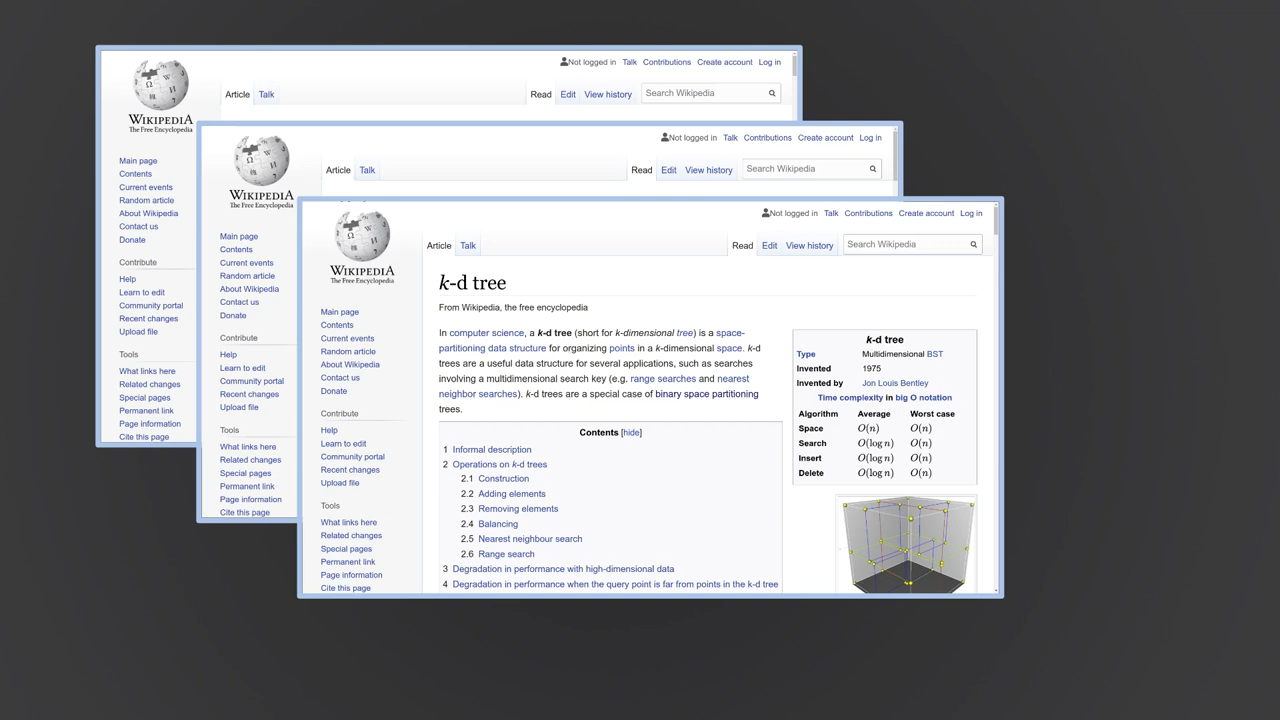 Not logged in Talk Contributions Create account Log in
Article Talk Read Edit View history Search Wikipedia
WIKIPEDIA
The Free Encyclopedia
Main page
Contents
Current events
Random article
About Wikipedia
Contact us
Donate
Contribute
Help
Learn to edit
Community portal
Recent changes
Upload file
Tools
What links here
Related changes
Special pages
Permanent link
Page information
Cite this page
Not logged in Talk Contributions Create account Log in
Article Talk Read Edit View history Search Wikipedia
WIKIPEDIA
The Free Encyclopedia
Main page
Contents
Current events
Random article
About Wikipedia
Contact us
Donate
Contribute
Help
Learn to edit
Community portal
Recent changes
Upload file
Tools
What links here
Related changes
Special pages
Permanent link
Page information
Cite this page
Not logged in Talk Contributions Create account Log in
Article Talk Read Edit View history Search Wikipedia
WIKIPEDIA
The Free Encyclopedia
Main page
Contents
Current events
Random article
About Wikipedia
Contact us
Donate
Contribute
Help
Learn to edit
Community portal
Recent changes
Upload file
Tools
What links here
Related changes
Special pages
Permanent link
Page information
Cite this page
k-d tree
From Wikipedia, the free encyclopedia
In computer science, a k-d tree (short for k-dimensional tree) is a space-
partitioning data structure for organizing points in a k-dimensional space. k-d
trees are a useful data structure for several applications, such as searches
involving a multidimensional search key (e.g. range searches and nearest
neighbor searches). k-d trees are a special case of binary space partitioning
trees.
Contents [hide]
1 Informal description
2 Operations on k-d trees
2.1 Construction
2.2 Adding elements
2.3 Removing elements
2.4 Balancing
2.5 Nearest neighbour search
2.6 Range search
3 Degradation in performance with high-dimensional data
4 Degradation in performance when the query point is far from points in the k-d tree
k-d tree
Type Multidimensional BST
Invented 1975
Invented by Jon Louis Bentley
Time complexity in big O notation
Algorithm Average Worst case
Space O(n) O(n)
Search O(log n) O(n)
Insert O(log n) O(n)
Delete O(log n) O(n)